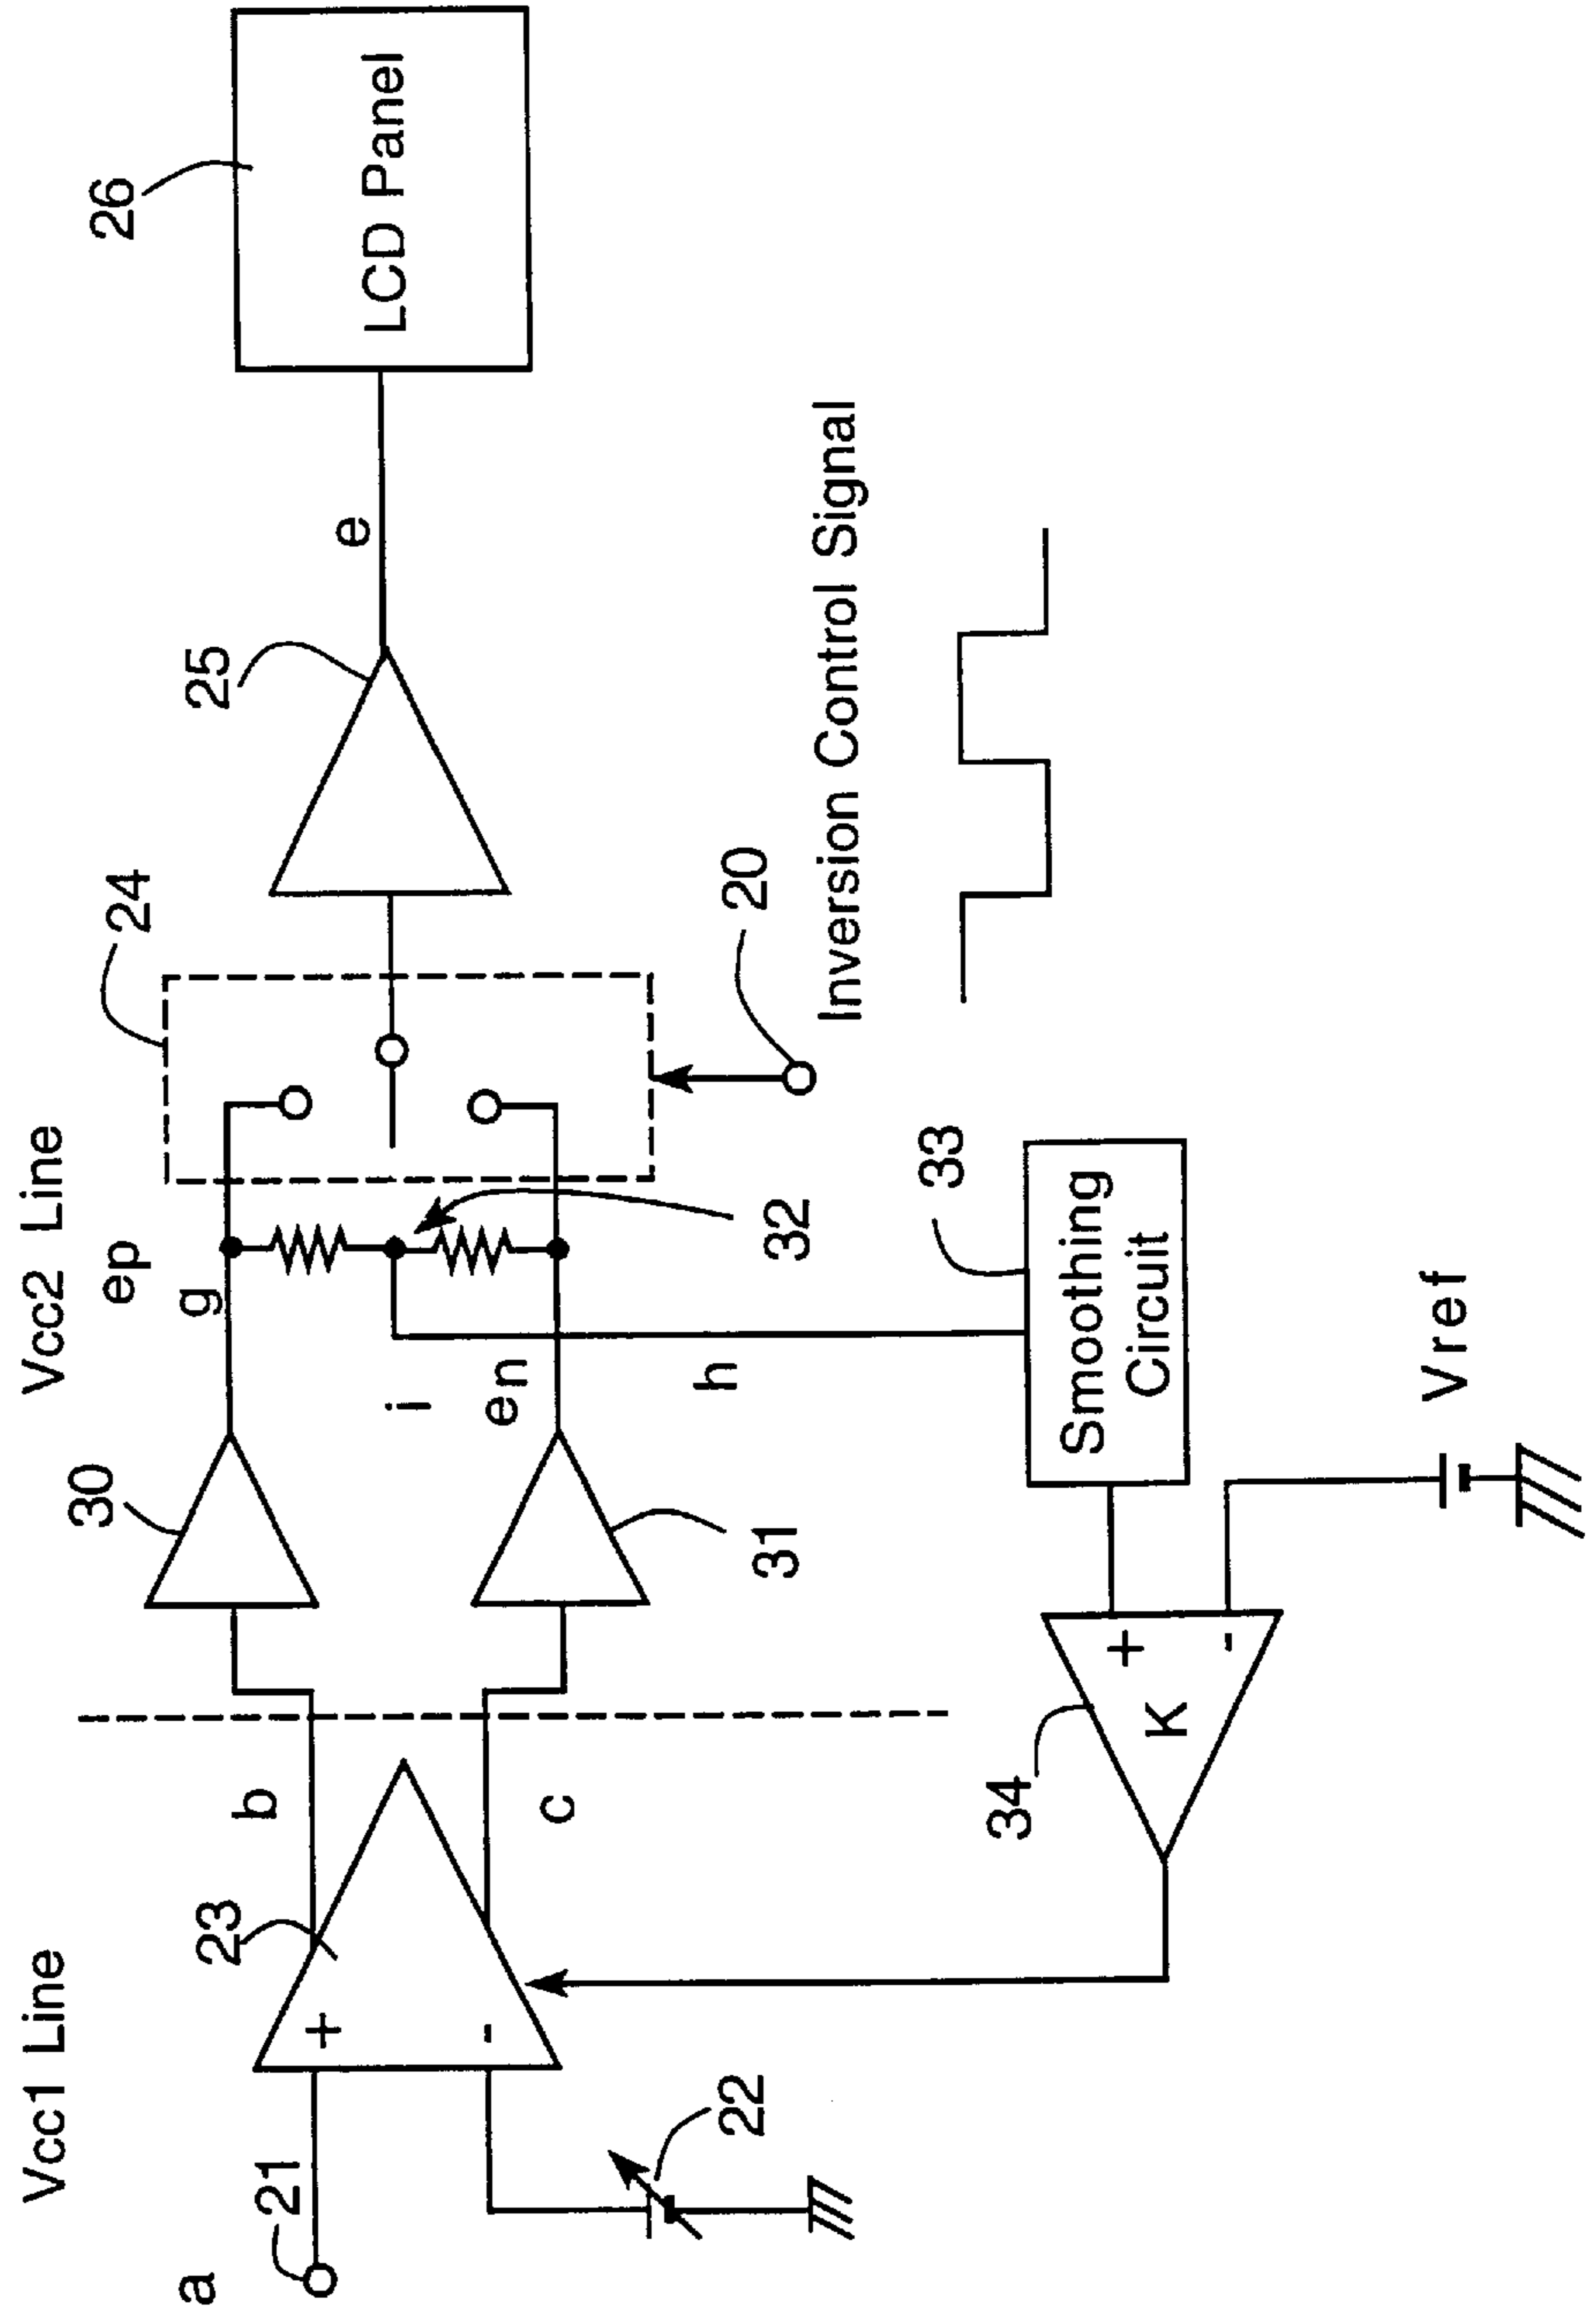 Vcc1 Line
Vcc2 Line
26
LCD Panel
24
25
30
ep
g
23
b
a
21
+
-
e
i
en
32
31
c
h
20
Inversion Control Signal
22
33
Smoothing
Circuit
34
+
K
-
Vref